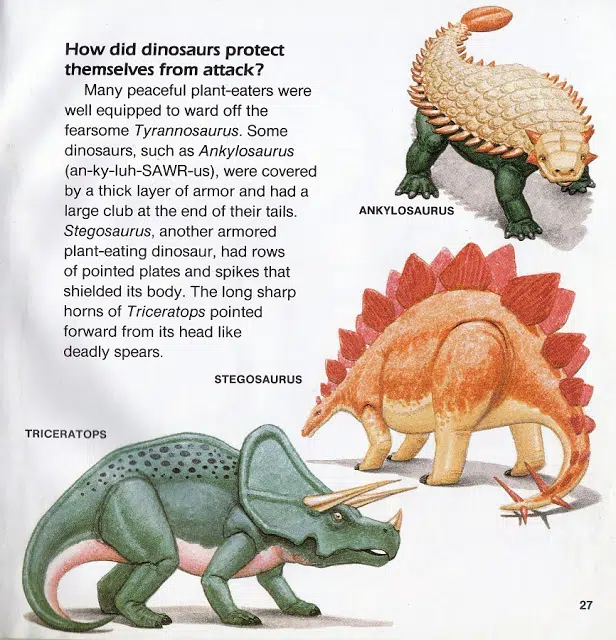 How did dinosaurs protect
themselves from attack?
Many peaceful plant-eaters were
well equipped to ward off the
fearsome Tyrannosaurus. Some
dinosaurs, such as Ankylosaurus
(an-ky-luh-SAWR-us), were covered
by a thick layer of armor and had a
large club at the end of their tails.
Stegosaurus, another armored
plant-eating dinosaur, had rows
of pointed plates and spikes that
shielded its body. The long sharp
horns of Triceratops pointed
forward from its head like
deadly spears.
ANKYLOSAURUS
STEGOSAURUS
TRICERATOPS
27